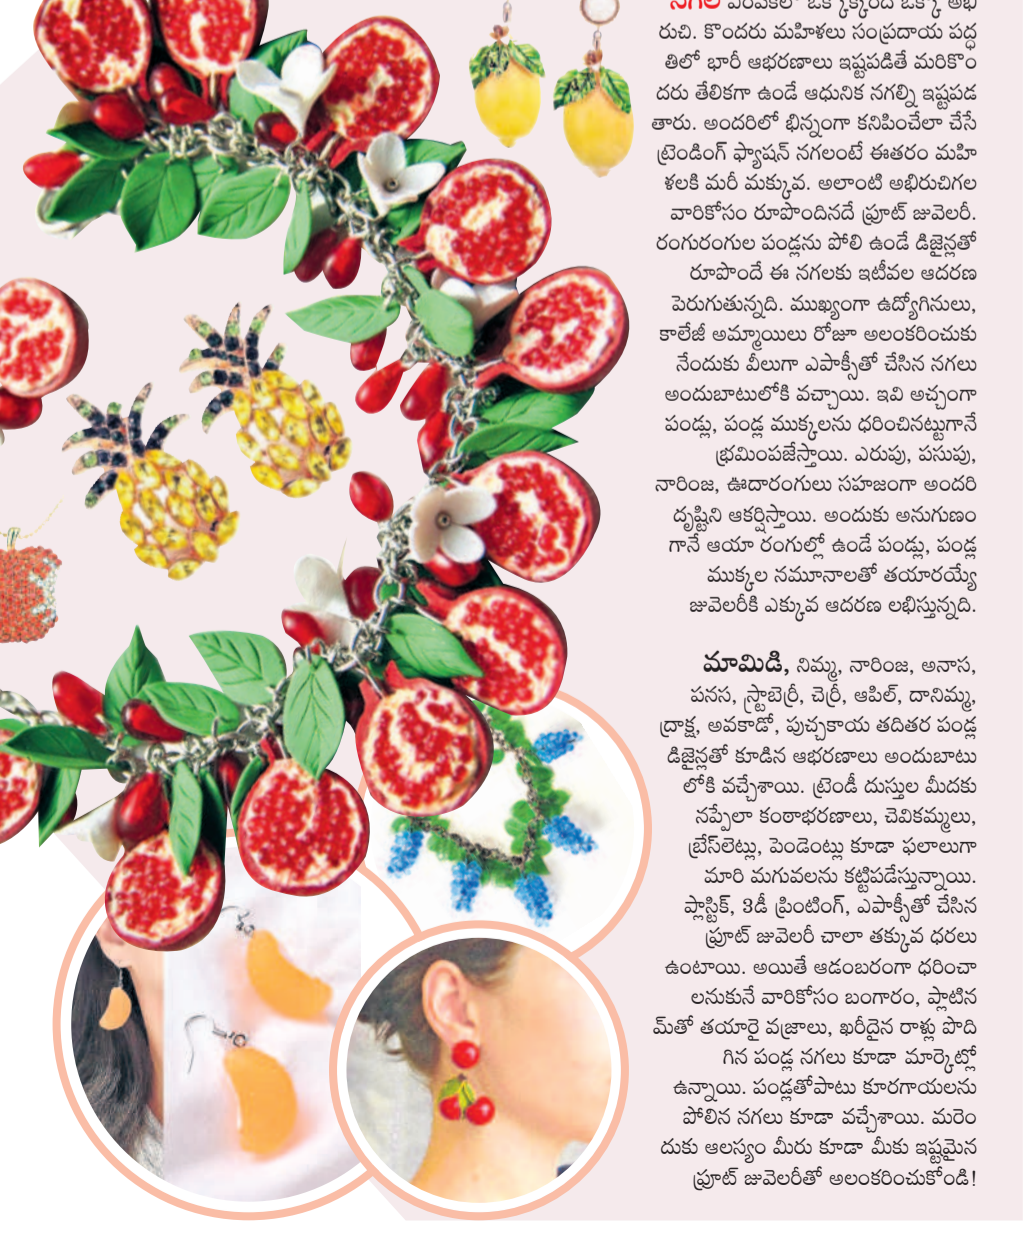 నగల ఎంపికలో ఒక్కొక్కరిది ఒక్కో అభి
రుచి. కొందరు మహిళలు సంప్రదాయ పద్ధ
తిలో భారీ ఆభరణాలు ఇష్టపడితే మరికొం
దరు తేలికగా ఉండే ఆధునిక నగల్ని ఇష్టపడ
తారు. అందరిలో భిన్నంగా కనిపించేలా చేసే
ట్రెండింగ్ ఫ్యాషన్ నగలంటే ఈతరం మహి
ళలకి మరీ మక్కువ. అలాంటి అభిరుచిగల
వారికోసం రూపొందినదే ఫ్రూట్ జువెలరీ.
రంగురంగుల పండ్లను పోలి ఉండే డిజైన్లతో
రూపొందే ఈ నగలకు ఇటీవల ఆదరణ
పెరుగుతున్నది. ముఖ్యంగా ఉద్యోగినులు,
కాలేజీ అమ్మాయిలు రోజూ అలంకరించుకు
నేందుకు వీలుగా ఎపాక్సీతో చేసిన నగలు
అందుబాటులోకి వచ్చాయి. ఇవి అచ్చంగా
పండ్లు, పండ్ల ముక్కలను ధరించినట్టుగానే
భ్రమింపజేస్తాయి. ఎరుపు, పసుపు,
నారింజ, ఊదారంగులు సహజంగా అందరి
దృష్టిని ఆకర్షిస్తాయి. అందుకు అనుగుణం
గానే ఆయా రంగుల్లో ఉండే పండ్లు, పండ్ల
ముక్కల నమూనాలతో తయారయ్యే
జువెలరీకి ఎక్కువ ఆదరణ లభిస్తున్నది.
మామిడి, నిమ్మ, నారింజ, అనాస,
పనస, స్ట్రాబెర్రీ, చెర్రీ, ఆపిల్, దానిమ్మ,
ద్రాక్ష, అవకాడో, పుచ్చకాయ తదితర పండ్ల
డిజైన్లతో కూడిన ఆభరణాలు అందుబాటు
లోకి వచ్చేశాయి. ట్రెండీ దుస్తుల మీదకు
నప్పేలా కంఠాభరణాలు, చెవికమ్మలు,
బ్రేస్‌లెట్లు, పెండెంట్లు కూడా ఫలాలుగా
మారి మగువలను కట్టిపడేస్తున్నాయి.
ప్లాస్టిక్, 3డీ ప్రింటింగ్, ఎపాక్సీతో చేసిన
ఫ్రూట్ జువెలరీ చాలా తక్కువ ధరలు
ఉంటాయి. అయితే ఆడంబరంగా ధరించా
లనుకునే వారికోసం బంగారం, ప్లాటిన
మ్‌తో తయారై వజ్రాలు, ఖరీదైన రాళ్లు పొది
గిన పండ్ల నగలు కూడా మార్కెట్లో
ఉన్నాయి. పండ్లతోపాటు కూరగాయలను
పోలిన నగలు కూడా వచ్చేశాయి. మరెం
దుకు ఆలస్యం మీరు కూడా మీకు ఇష్టమైన
ఫ్రూట్ జువెలరీతో అలంకరించుకోండి!